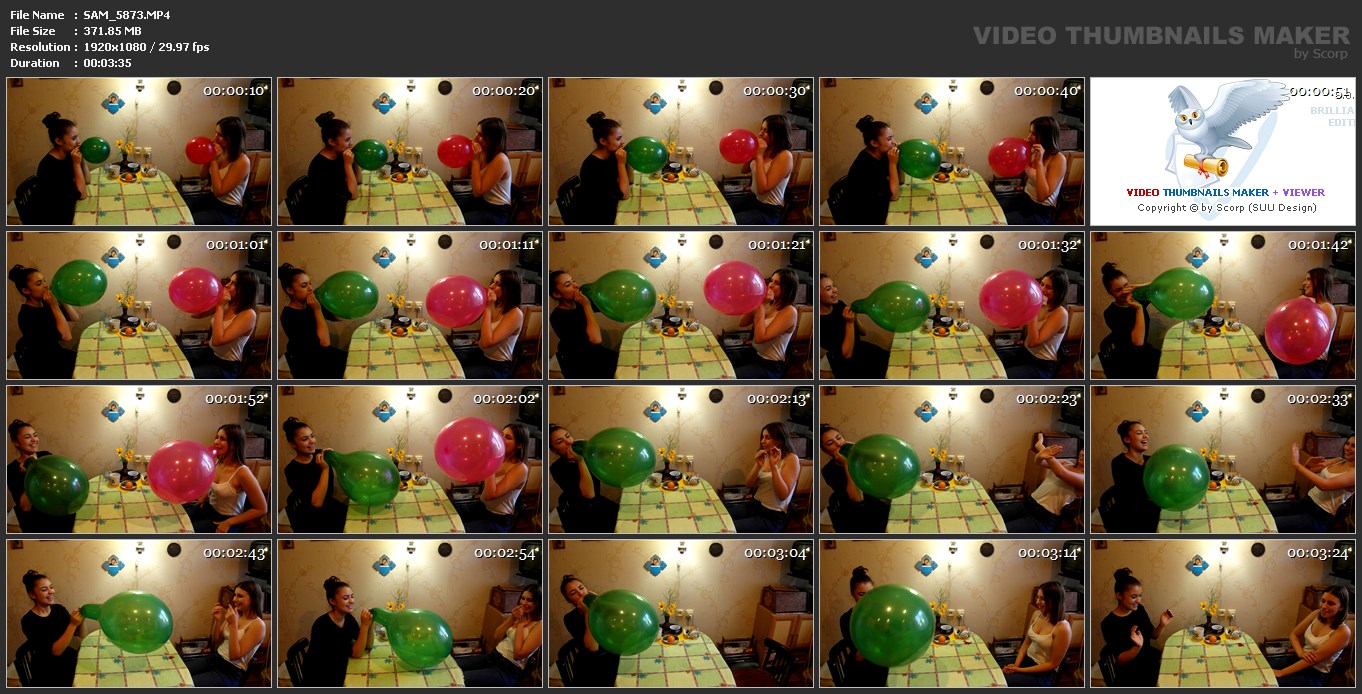 File Name : SAM_5873.MP4
File Size : 371.85 MB
Resolution : 1920x1080 / 29.97 fps
Duration : 00:03:35
VIDEO THUMBNAILS MAKER
by Scorp
00:00:10
00:00:20
00:00:30
00:00:40
00:00:51
BRILLIA
EDIT
VIDEO THUMBNAILS MAKER + VIEWER
Copyright © by Scorp (SUU Design)
00:01:01
00:01:11
00:01:21
00:01:32
00:01:42
00:01:52
00:02:02
00:02:13
00:02:23
00:02:33
00:02:43
00:02:54
00:03:04
00:03:14
00:03:24